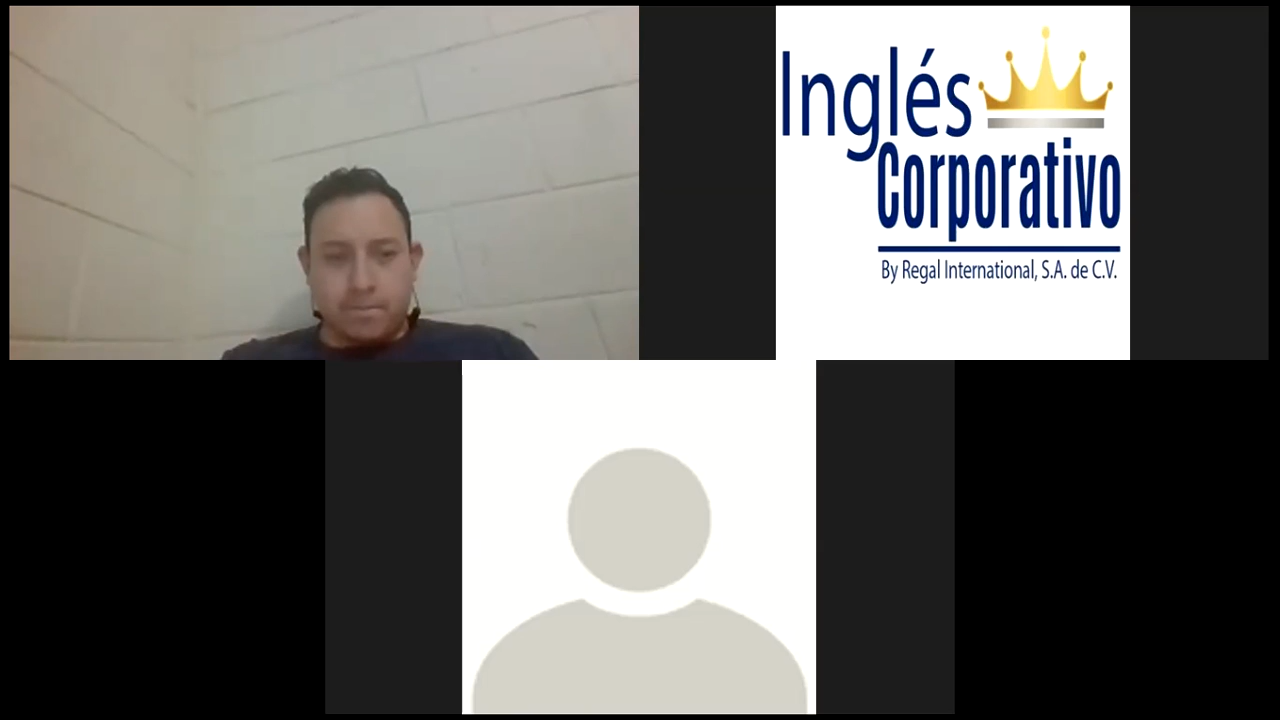 Inglés
Corporativo
By Regal International, S.A. de C.V.